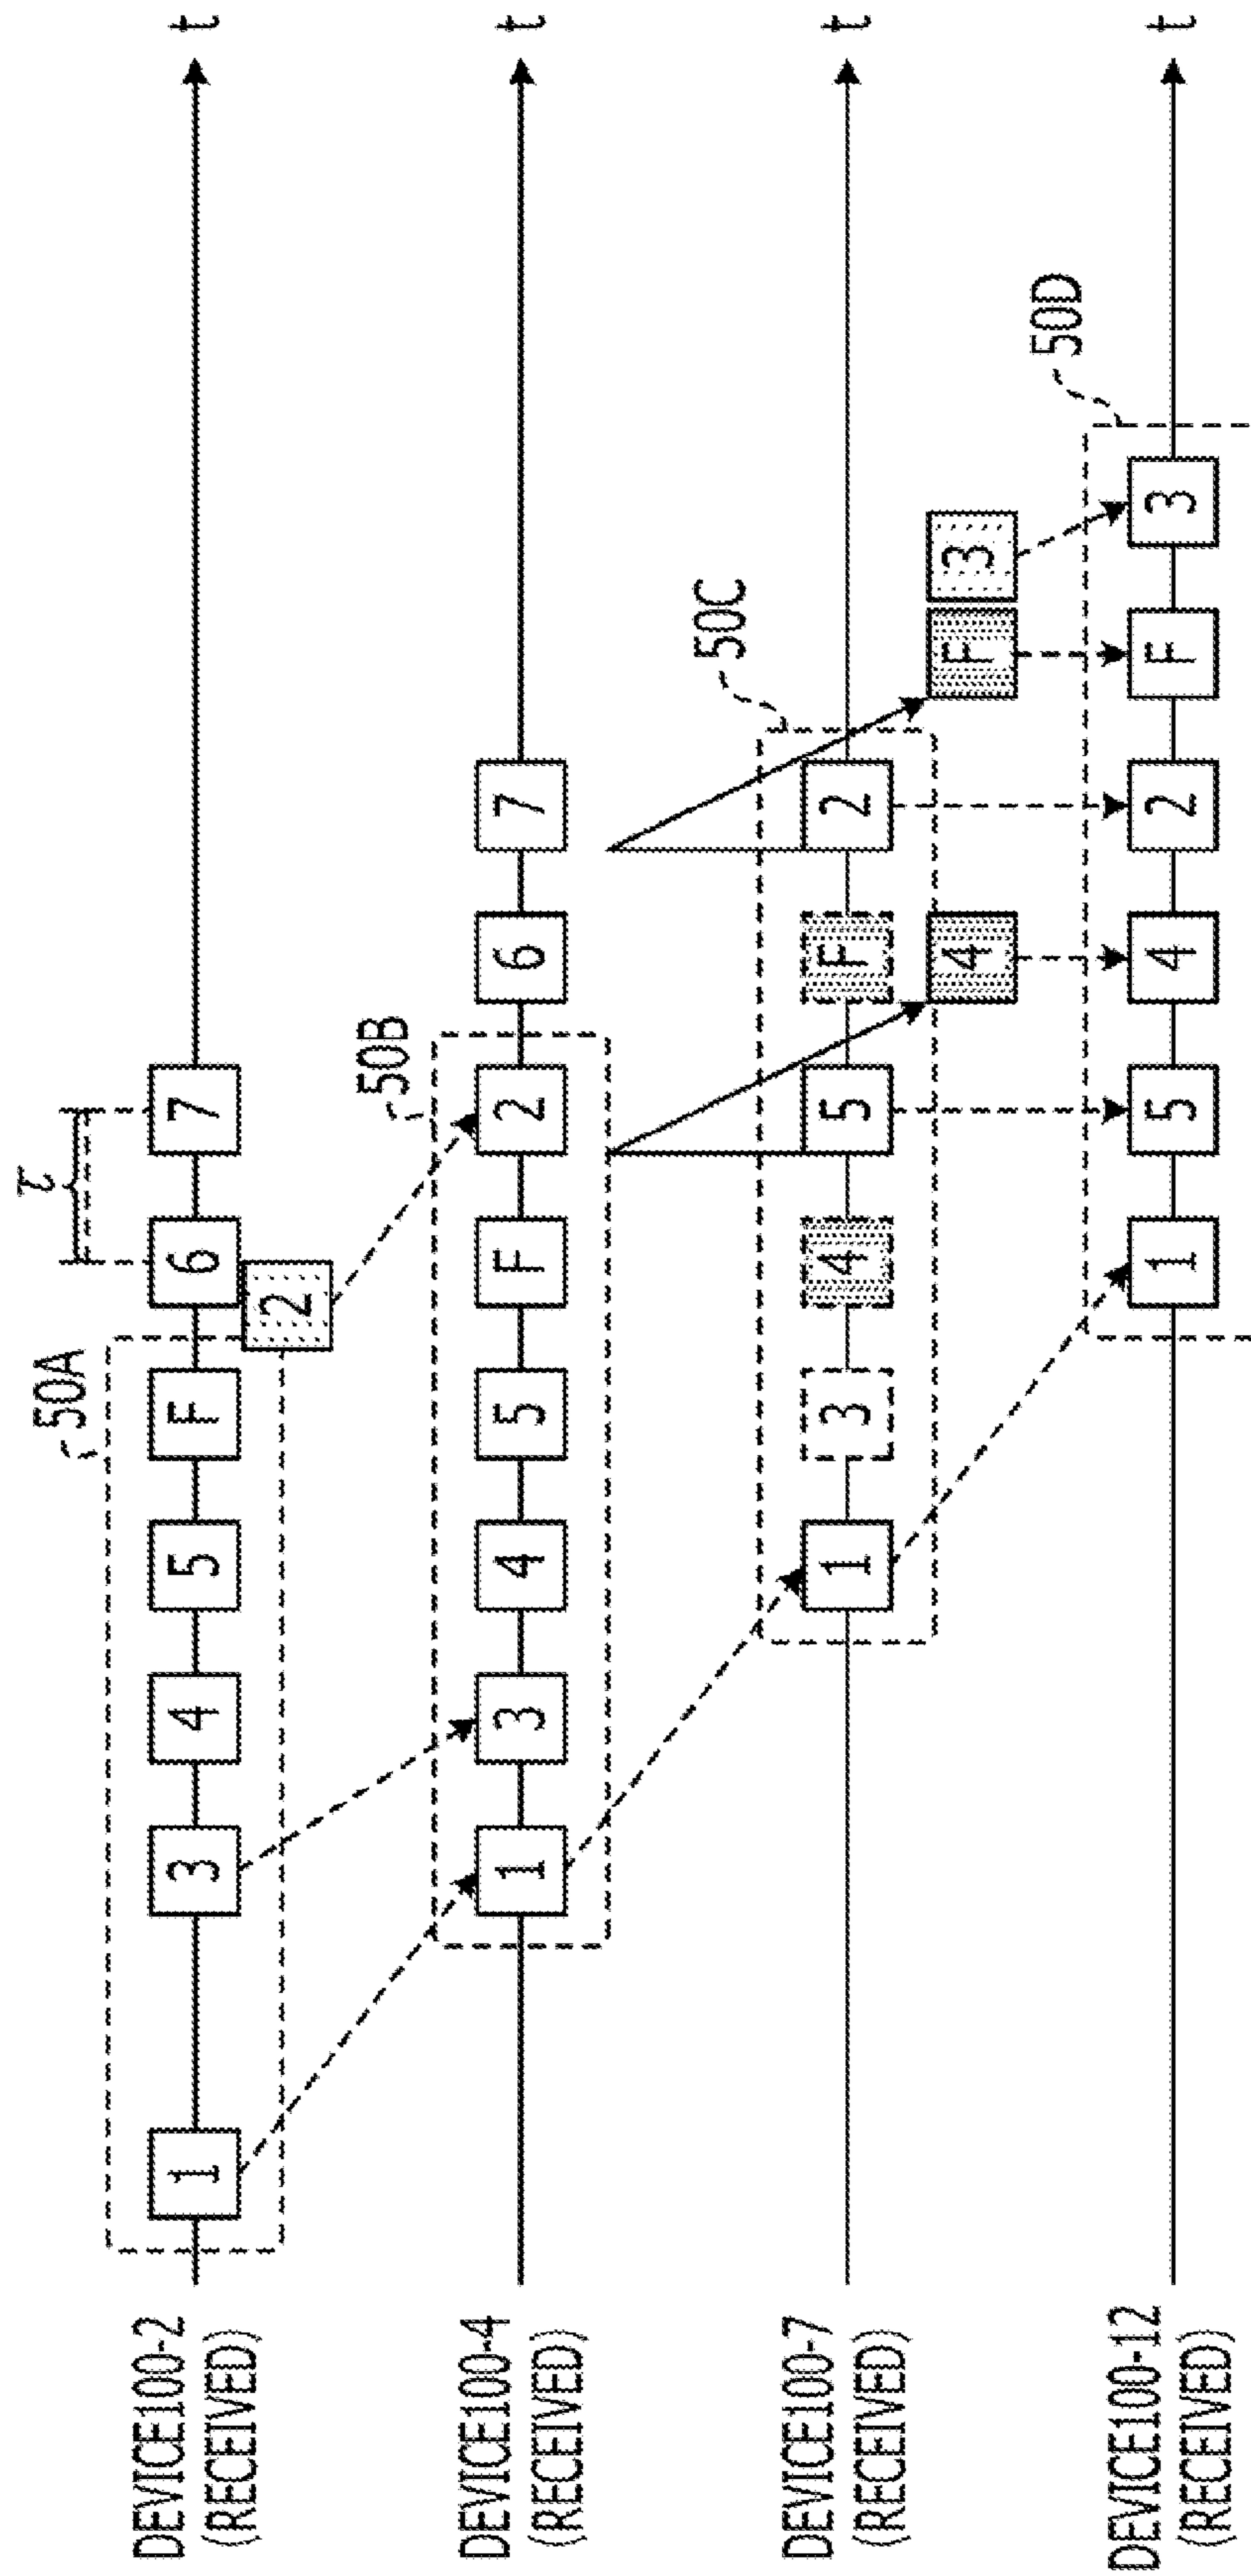 DEVICE100-2
(RECEIVED)
50A
1
3
4
5
F
6
7
τ
2
t
DEVICE100-4
(RECEIVED)
50B
1
3
4
5
F
2
6
7
t
DEVICE100-7
(RECEIVED)
50C
1
3
4
5
F
2
t
4
F
3
DEVICE100-12
(RECEIVED)
50D
1
5
4
2
F
3
t